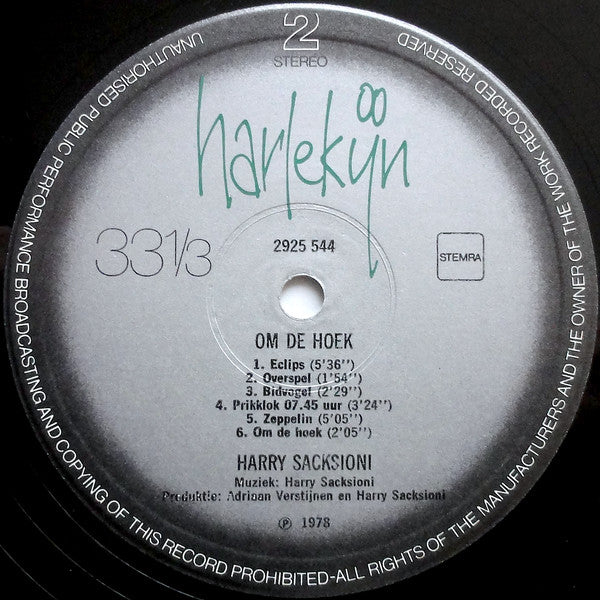 2
STEREO
harlekijn
33 1/3
2925 544
STEMRA
OM DE HOEK
1. Eclips (5'36'')
2. Overspel (1'54'')
3. Bidvogel (2'29'')
4. Prikklok 07.45 uur (3'24'')
5. Zeppelin (5'05'')
6. Om de hoek (2'05'')
HARRY SACKSIONI
Muziek: Harry Sacksioni
Produktie: Adriaan Verstijnen en Harry Sacksioni
℗ 1978
UNAUTHORISED PUBLIC PERFORMANCE BROADCASTING AND COPYING OF THIS RECORD PROHIBITED-ALL RIGHTS OF THE MANUFACTURERS AND THE OWNER OF THE WORK RECORDED RESERVED